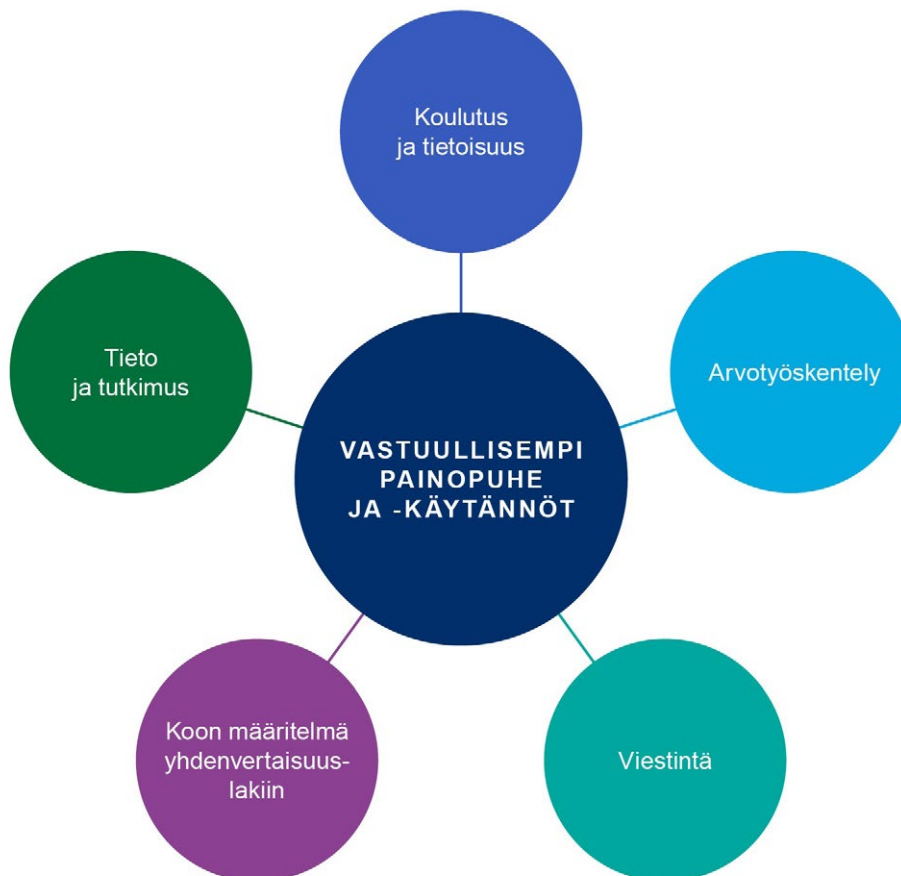 Koulutus
ja tietoisuus
Tieto
ja tutkimus
Arvotyöskentely
VASTUULLISEMPI
PAINOPUHE
JA -KÄYTÄNNÖT
Koon määritelmä
yhdenvertaisuus-
lakiin
Viestintä